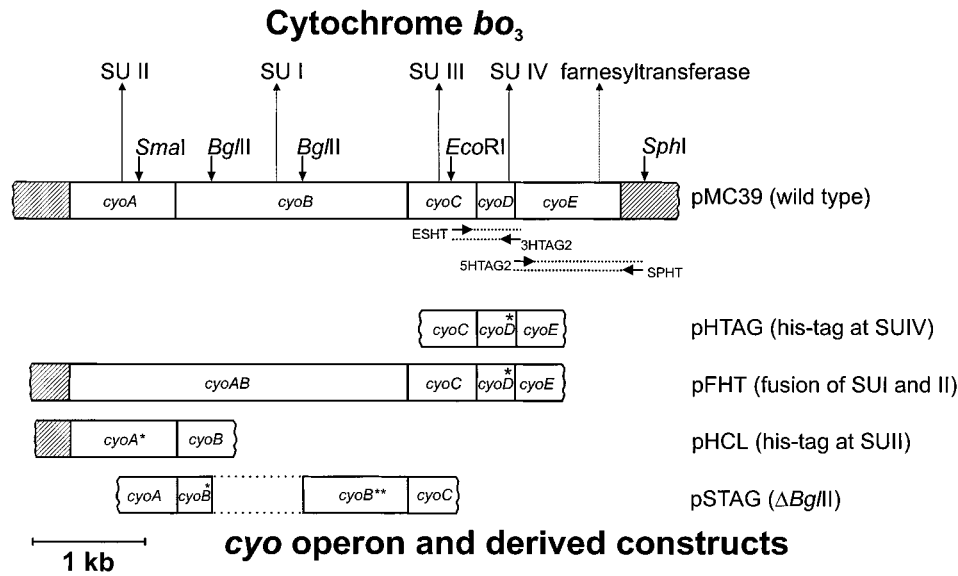 Cytochrome bo₃
SU II SU I SU III SU IV farnesyltransferase
SmaI BglII BglII EcoRI SphI
cyoA cyoB cyoC cyoD cyoE pMC39 (wild type)
ESHT 3HTAG2
5HTAG2 SPHT
cyoC cyoD* cyoE pHTAG (his-tag at SUIV)
cyoAB cyoC cyoD* cyoE pFHT (fusion of SUI and II)
cyoA* cyoB pHCL (his-tag at SUII)
cyoA cyoB* cyoB** cyoC pSTAG (ΔBglII)
1 kb cyo operon and derived constructs